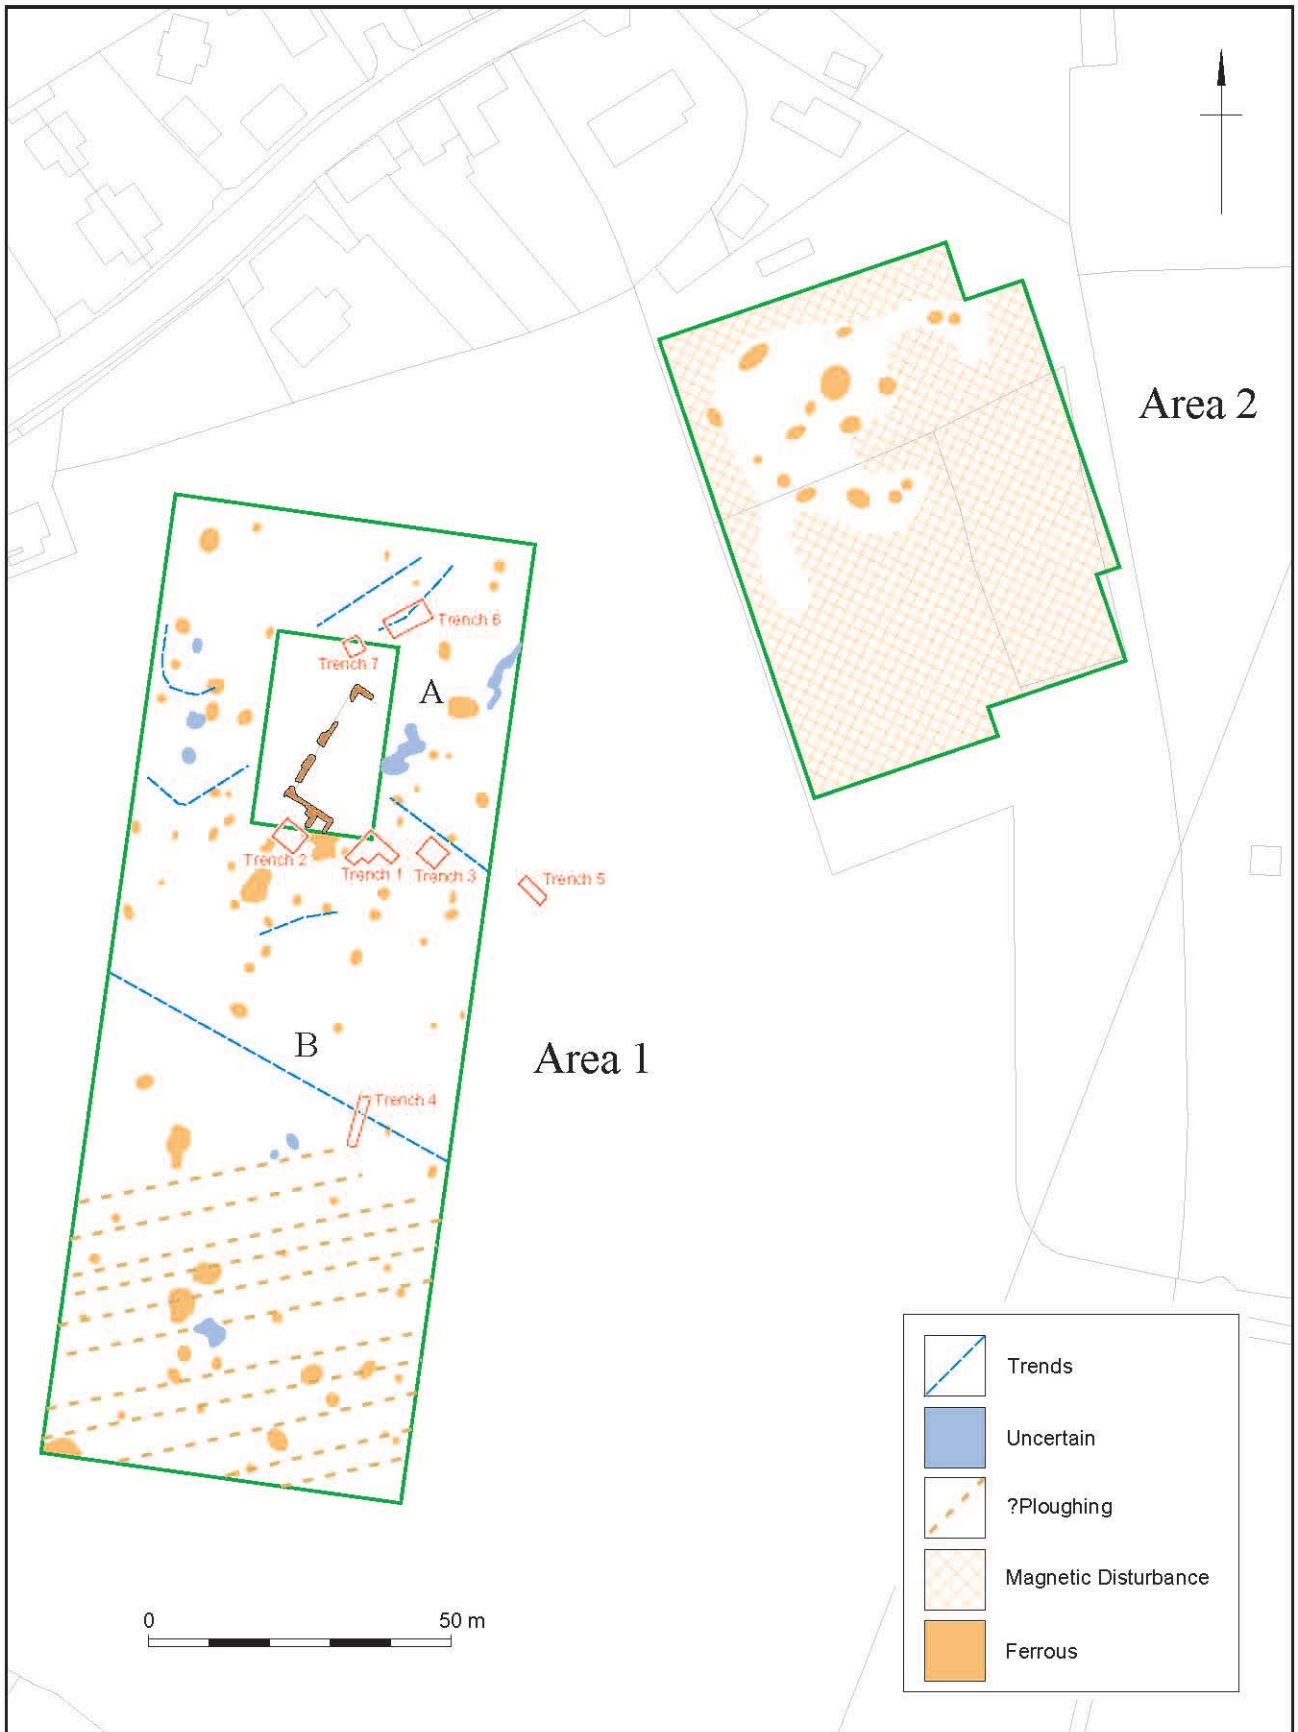 Area 2
Trench 6
Trench 7
A
Trench 2
Trench 1
Trench 3
Trench 5
B
Area 1
Trench 4
Trends
Uncertain
?Ploughing
Magnetic Disturbance
Ferrous
0 50 m